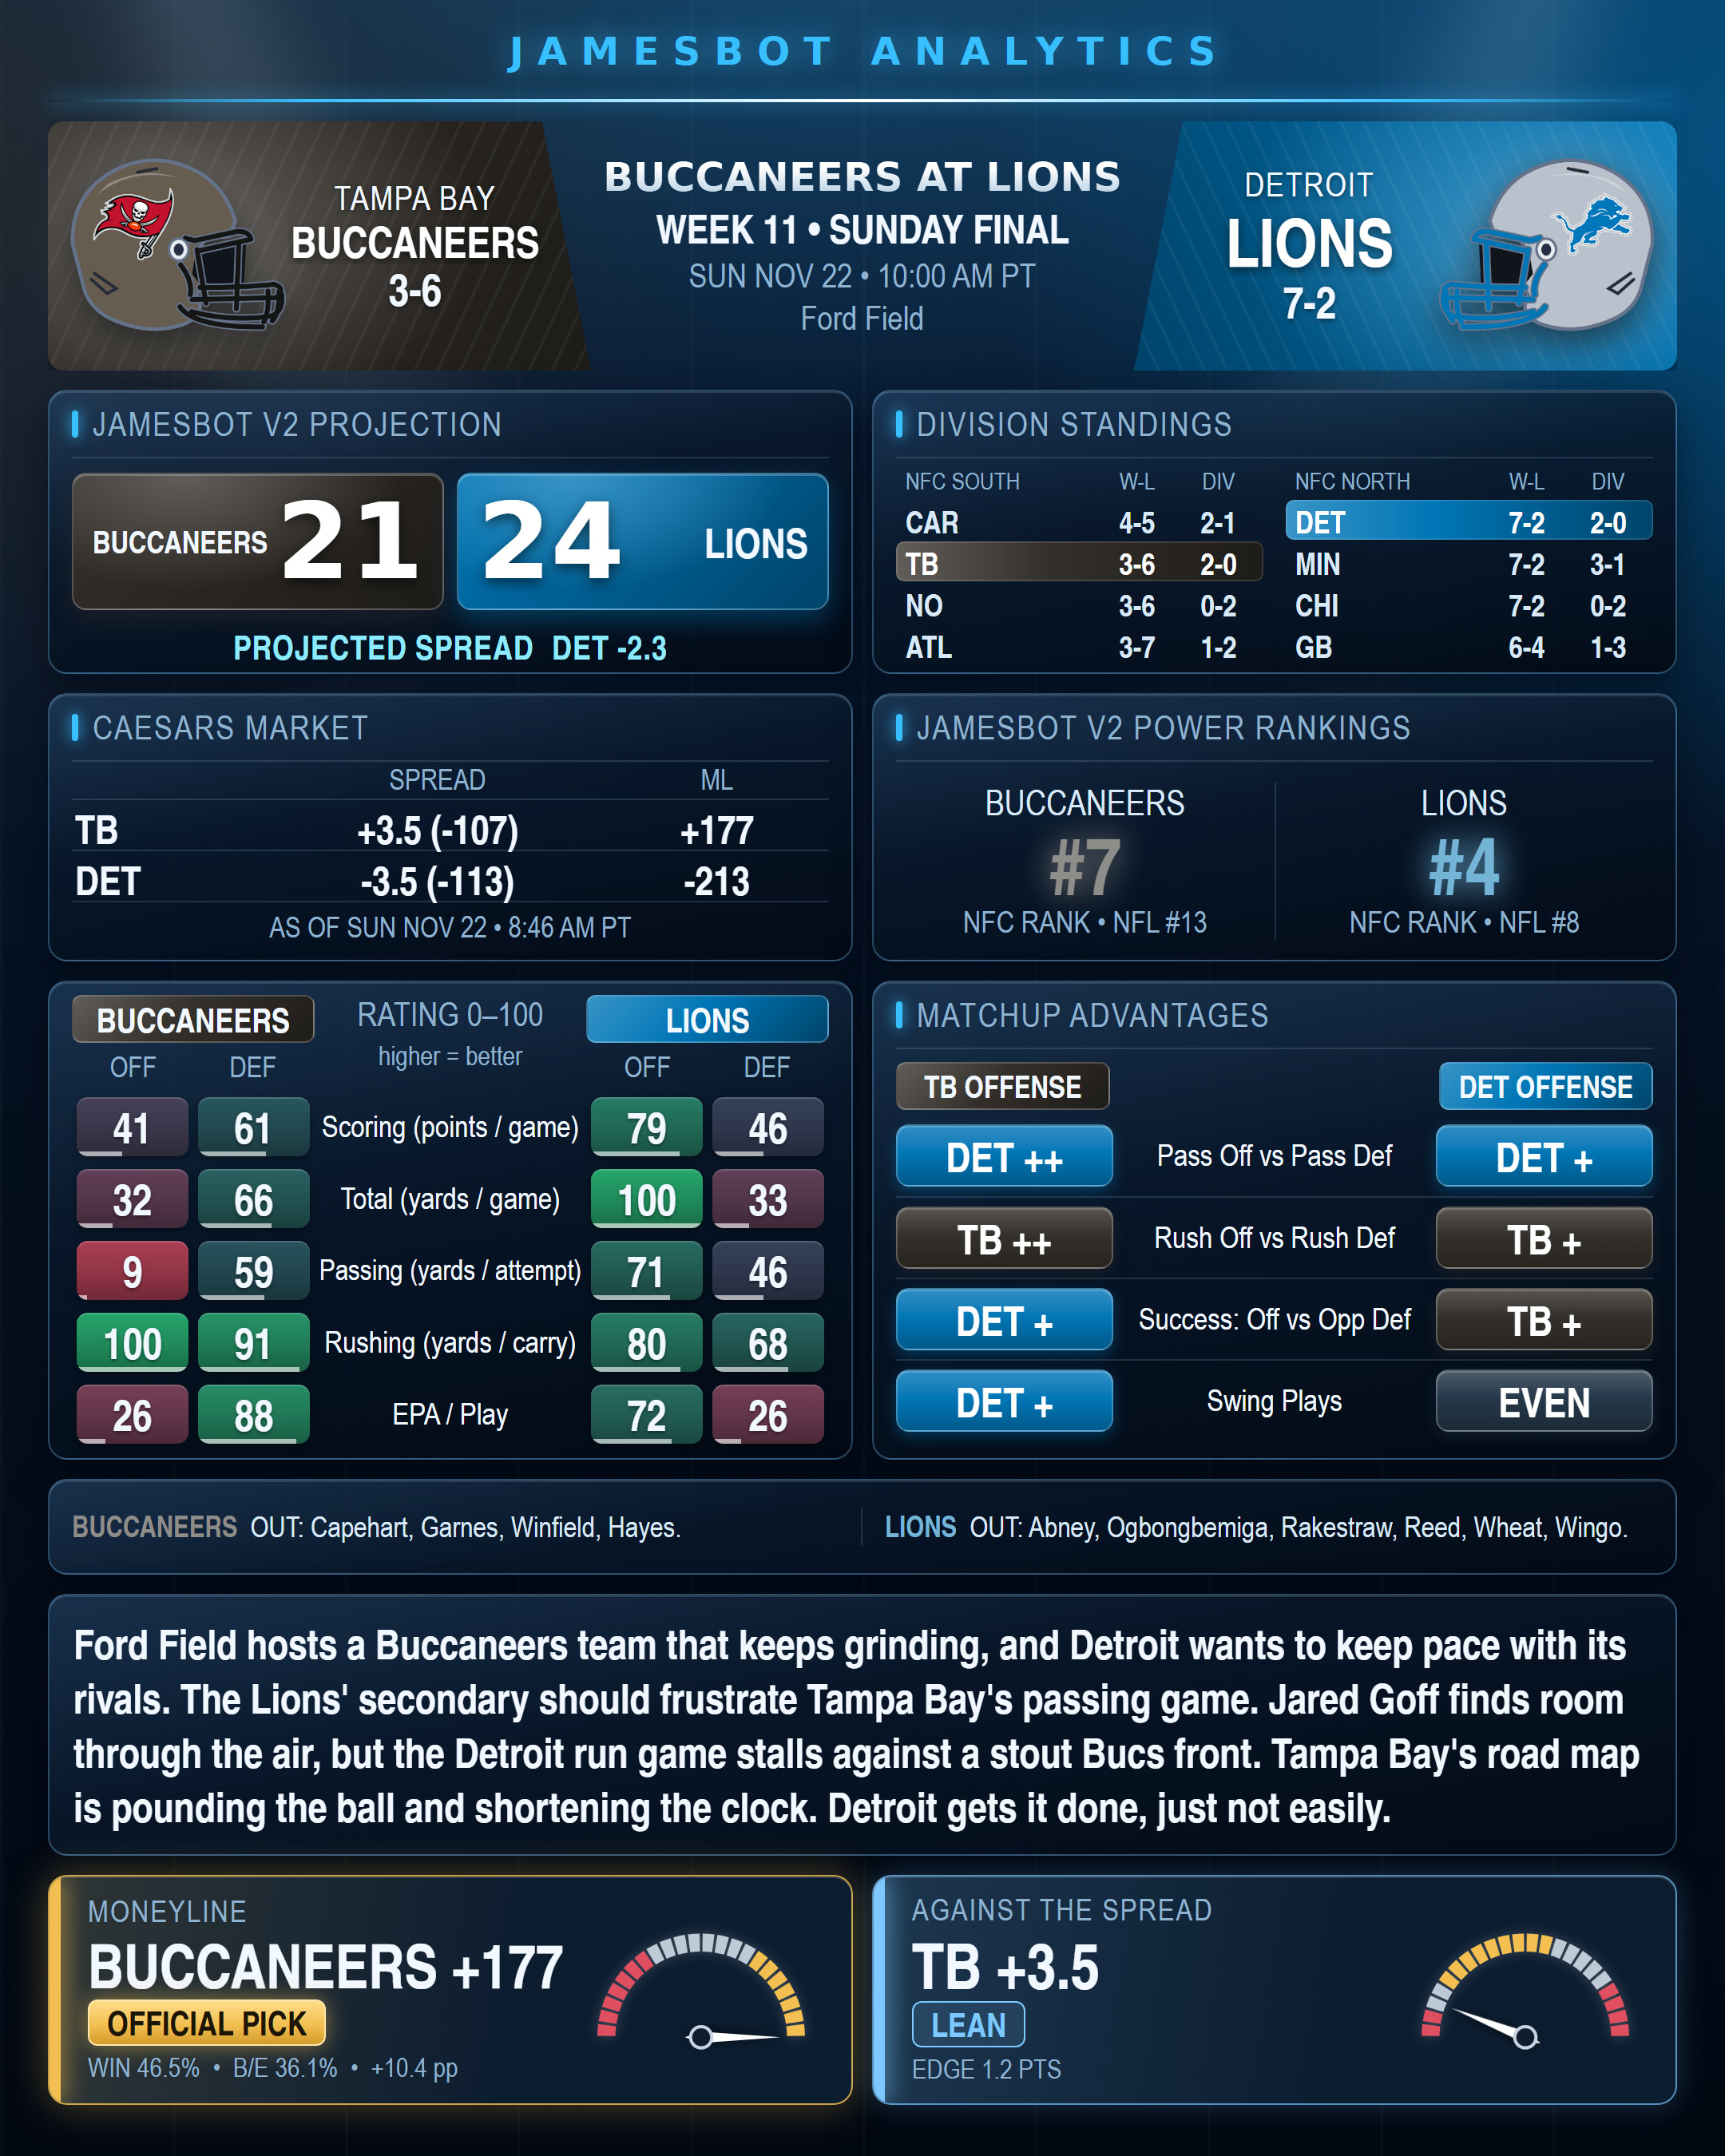 JAMESBOT ANALYTICS
TAMPA BAY
BUCCANEERS
3-6
BUCCANEERS AT LIONS
WEEK 11 • SUNDAY FINAL
SUN NOV 22 • 10:00 AM PT
Ford Field
DETROIT
LIONS
7-2
JAMESBOT V2 PROJECTION
BUCCANEERS 21
24 LIONS
PROJECTED SPREAD DET -2.3
DIVISION STANDINGS
NFC SOUTH W-L DIV
CAR 4-5 2-1
TB 3-6 2-0
NO 3-6 0-2
ATL 3-7 1-2
NFC NORTH W-L DIV
DET 7-2 2-0
MIN 7-2 3-1
CHI 7-2 0-2
GB 6-4 1-3
CAESARS MARKET
SPREAD ML
TB +3.5 (-107) +177
DET -3.5 (-113) -213
AS OF SUN NOV 22 • 8:46 AM PT
JAMESBOT V2 POWER RANKINGS
BUCCANEERS
#7
NFC RANK • NFL #13
LIONS
#4
NFC RANK • NFL #8
BUCCANEERS RATING 0–100 LIONS
higher = better
OFF DEF OFF DEF
41 61 Scoring (points / game) 79 46
32 66 Total (yards / game) 100 33
9 59 Passing (yards / attempt) 71 46
100 91 Rushing (yards / carry) 80 68
26 88 EPA / Play 72 26
MATCHUP ADVANTAGES
TB OFFENSE DET OFFENSE
DET ++ Pass Off vs Pass Def DET +
TB ++ Rush Off vs Rush Def TB +
DET + Success: Off vs Opp Def TB +
DET + Swing Plays EVEN
BUCCANEERS OUT: Capehart, Garnes, Winfield, Hayes.
LIONS OUT: Abney, Ogbongbemiga, Rakestraw, Reed, Wheat, Wingo.
Ford Field hosts a Buccaneers team that keeps grinding, and Detroit wants to keep pace with its
rivals. The Lions' secondary should frustrate Tampa Bay's passing game. Jared Goff finds room
through the air, but the Detroit run game stalls against a stout Bucs front. Tampa Bay's road map
is pounding the ball and shortening the clock. Detroit gets it done, just not easily.
MONEYLINE
BUCCANEERS +177
OFFICIAL PICK
WIN 46.5% • B/E 36.1% • +10.4 pp
AGAINST THE SPREAD
TB +3.5
LEAN
EDGE 1.2 PTS